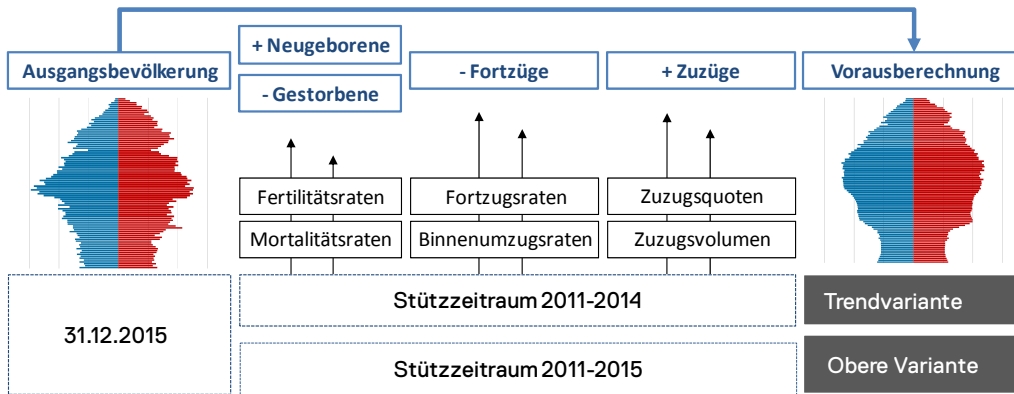 Ausgangsbevölkerung
+ Neugeborene
- Gestorbene
- Fortzüge
+ Zuzüge
Vorausberechnung
Fertilitätsraten
Mortalitätsraten
Fortzugsraten
Binnenumzugsraten
Zuzugsquoten
Zuzugsvolumen
31.12.2015
Stützzeitraum 2011-2014
Trendvariante
Stützzeitraum 2011-2015
Obere Variante